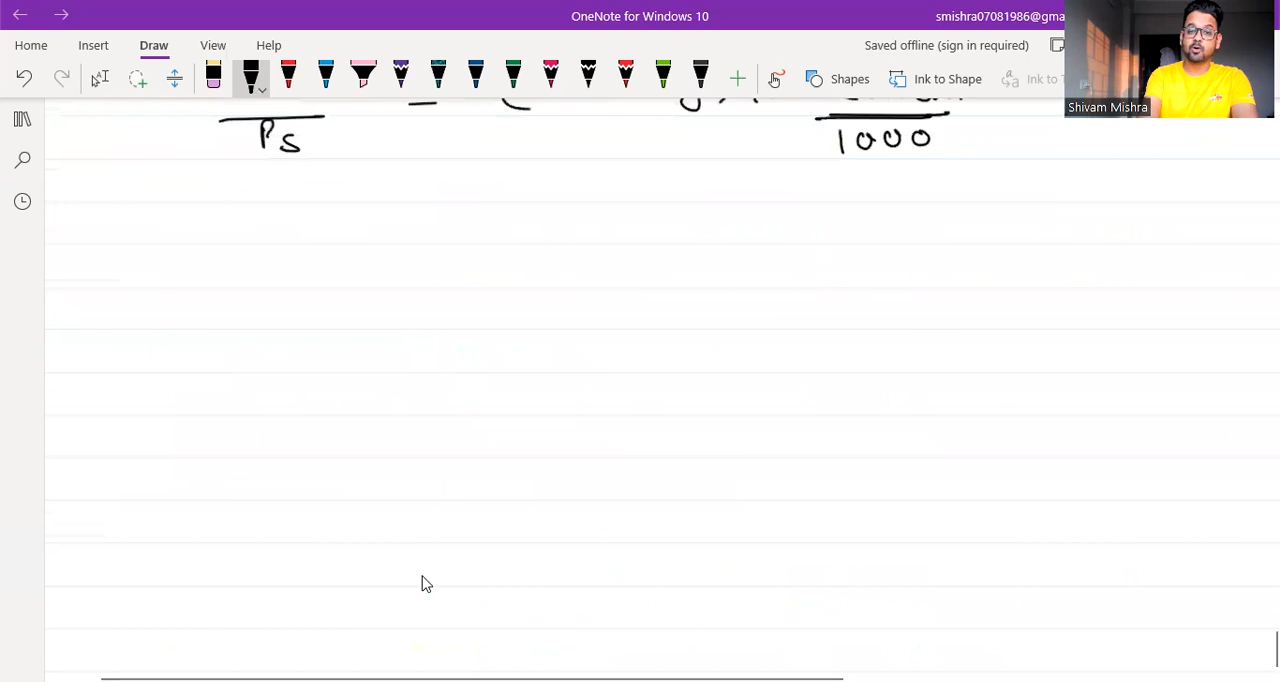 OneNote for Windows 10
smishra07081986@gma
Home Insert Draw View Help
Saved offline (sign in required)
Shapes
Ink to Shape
Ink to
Shivam Mishra
Ps
1000